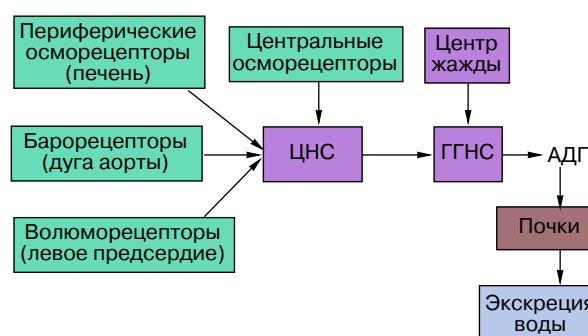 Периферические
осморецепторы
(печень)
Центральные
осморецепторы
Центр
жажды
Барорецепторы
(дуга аорты)
ЦНС
ГГНС
АДГ
Волюморецепторы
(левое предсердие)
Почки
Экскреция
воды